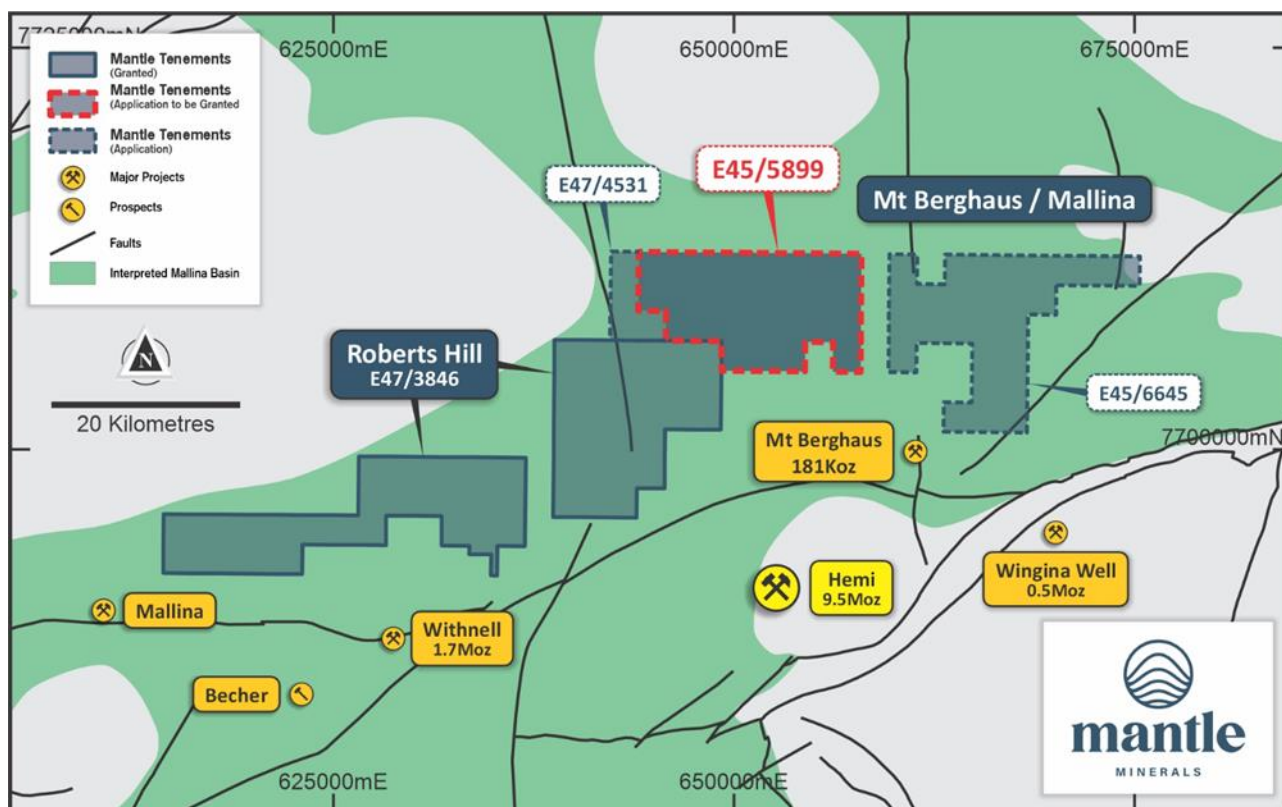 7725000mN
625000mE
650000mE
675000mE
Mantle Tenements
(Granted)
Mantle Tenements
(Application to be Granted
Mantle Tenements
(Application)
Major Projects
Prospects
Faults
Interpreted Mallina Basin
N
20 Kilometres
E47/4531
E45/5899
Mt Berghaus / Mallina
Roberts Hill
E47/3846
E45/6645
7700000mN
Mt Berghaus
181Koz
Hemi
9.5Moz
Wingina Well
0.5Moz
Mallina
Withnell
1.7Moz
Becher
625000mE
650000mE
mantle
MINERALS